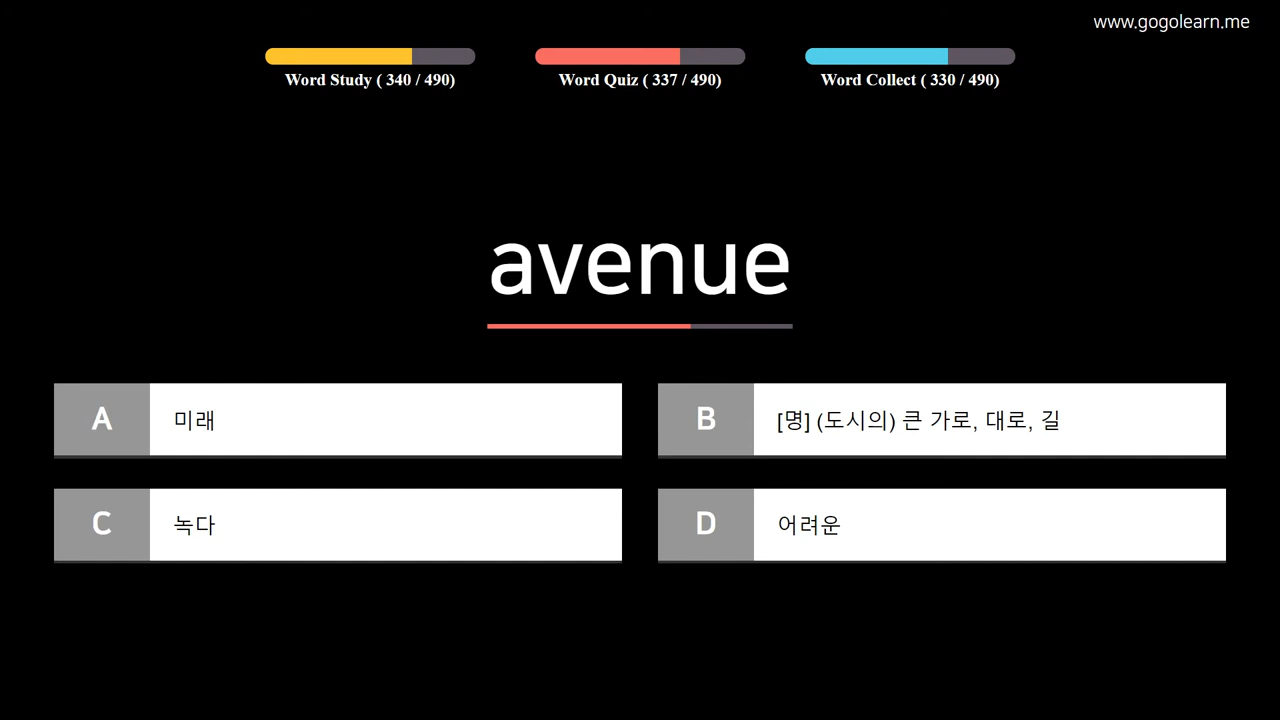 www.gogolearn.me
Word Study ( 340 / 490)
Word Quiz ( 337 / 490)
Word Collect ( 330 / 490)
avenue
A 미래
B [명] (도시의) 큰 가로, 대로, 길
C 녹다
D 어려운